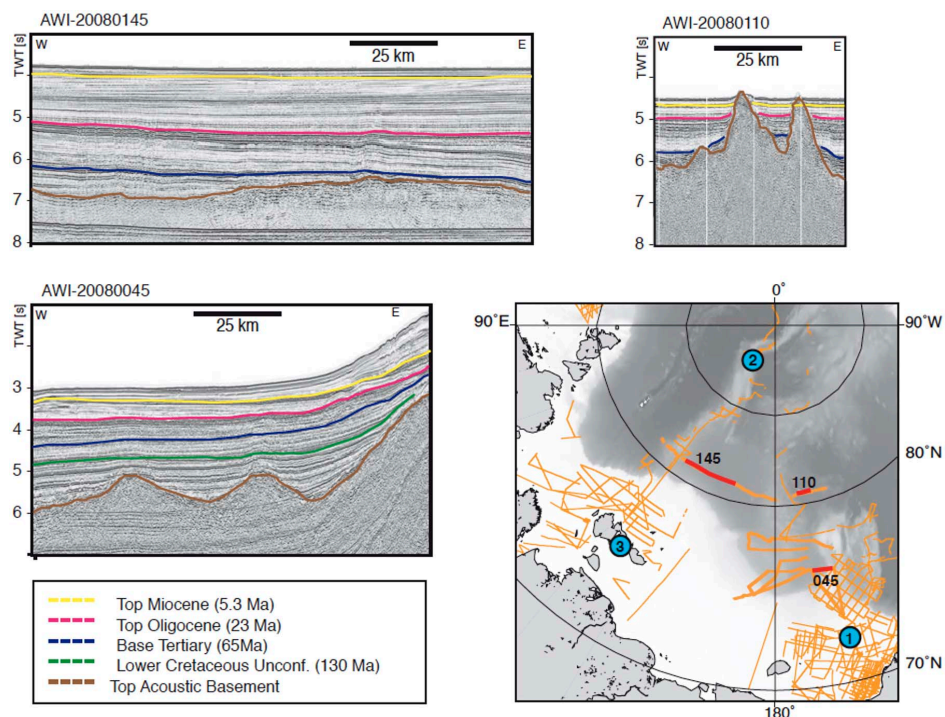 AWI-20080145
TWT [s]
W
E
25 km
5
6
7
8
AWI-20080110
TWT [s]
W
E
25 km
5
6
7
8
AWI-20080045
TWT [s]
W
E
25 km
3
4
5
6
Top Miocene (5.3 Ma)
Top Oligocene (23 Ma)
Base Tertiary (65Ma)
Lower Cretaceous Unconf. (130 Ma)
Top Acoustic Basement
0°
90°E
90°W
2
80°N
145
110
3
045
1
70°N
180°